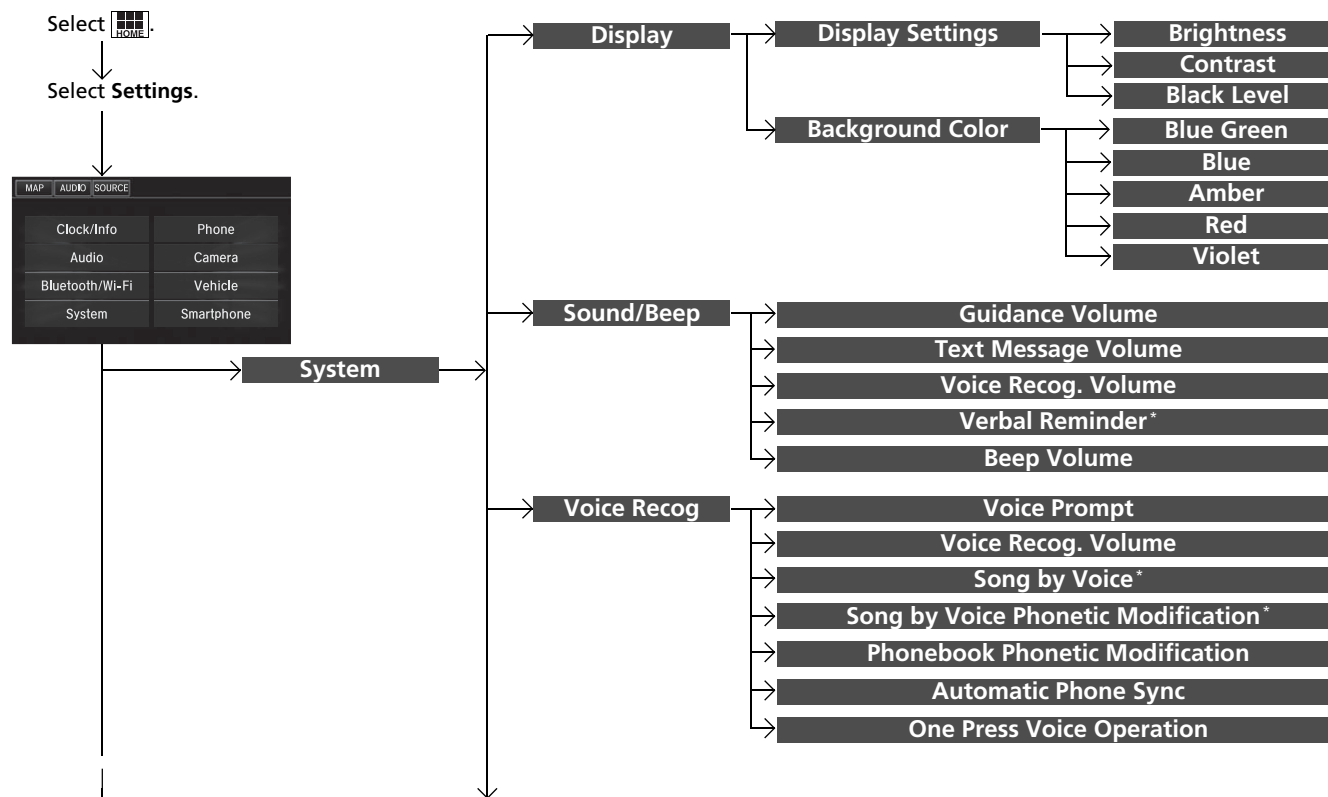 Select HOME.
Select Settings.
MAP AUDIO SOURCE
Clock/Info Phone
Audio Camera
Bluetooth/Wi-Fi Vehicle
System Smartphone
System
Display
Display Settings
Brightness
Contrast
Black Level
Background Color
Blue Green
Blue
Amber
Red
Violet
Sound/Beep
Guidance Volume
Text Message Volume
Voice Recog. Volume
Verbal Reminder*
Beep Volume
Voice Recog
Voice Prompt
Voice Recog. Volume
Song by Voice*
Song by Voice Phonetic Modification*
Phonebook Phonetic Modification
Automatic Phone Sync
One Press Voice Operation